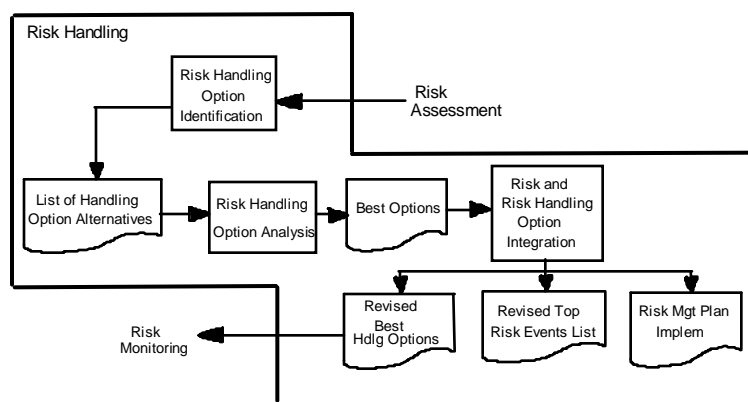 Risk Handling
Risk Handling
Option
Identification
Risk
Assessment
List of Handling
Option Alternatives
Risk Handling
Option Analysis
Best Options
Risk and
Risk Handling
Option
Integration
Risk
Monitoring
Revised
Best
Hdlg Options
Revised Top
Risk Events List
Risk Mgt Plan
Implem